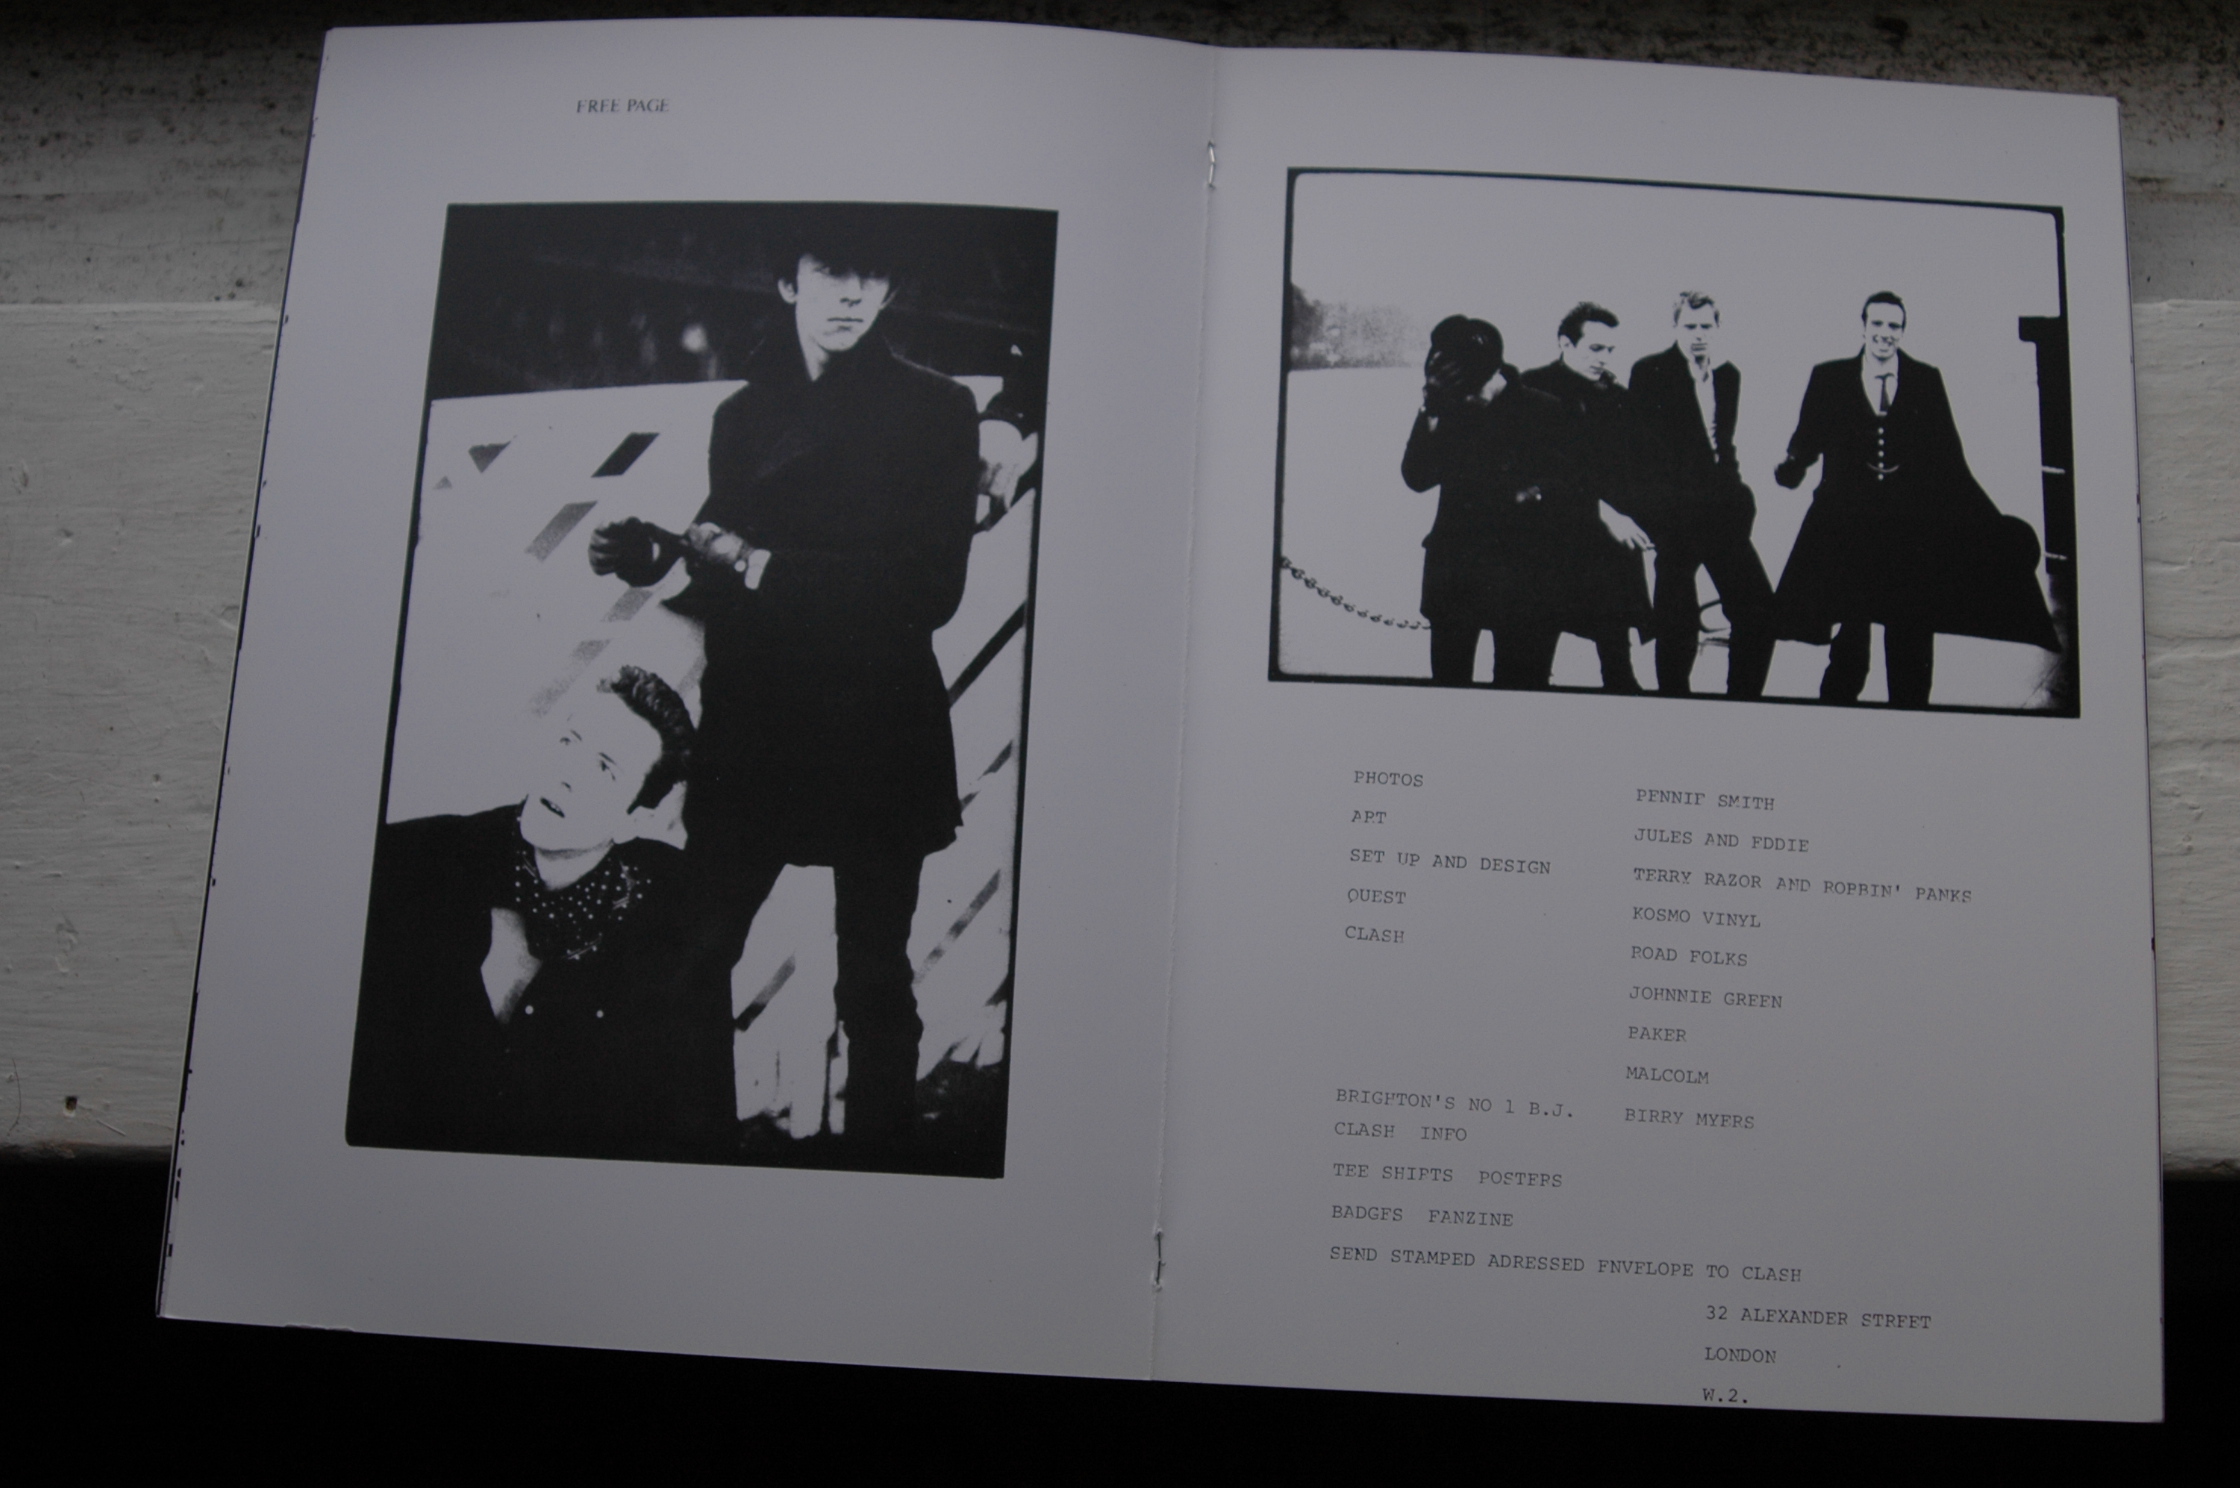 FREE PAGE
PHOTOS
PENNIE SMITH
ART
JULES AND EDDIE
SET UP AND DESIGN
TERRY RAZOR AND ROBBIN' BANKS
QUEST
KOSMO VINYL
CLASH
ROAD FOLKS
JOHNNIE GREEN
BAKER
MALCOLM
BRIGHTON'S NO 1 B.J.
BIRRY MYERS
CLASH INFO
TEE SHIRTS POSTERS
BADGES FANZINE
SEND STAMPED ADRESSED ENVELOPE TO CLASH
32 ALEXANDER STREET
LONDON
W.2.